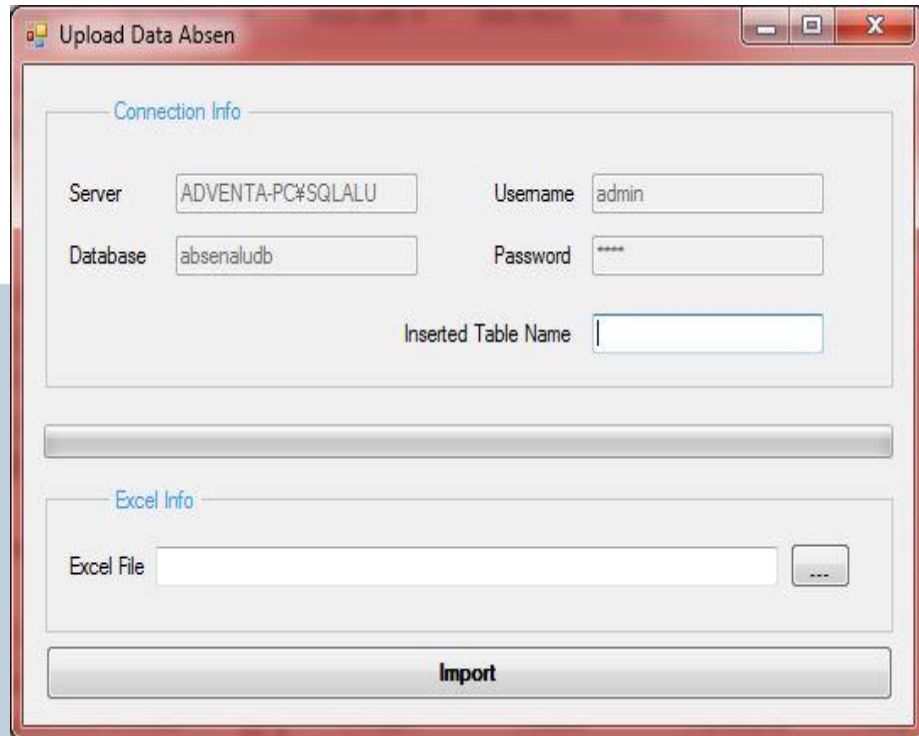 Upload Data Absen
Connection Info
Server ADVENTA-PC¥SQLALU Username admin
Database absenaludb Password ****
Inserted Table Name
Excel Info
Excel File ...
Import